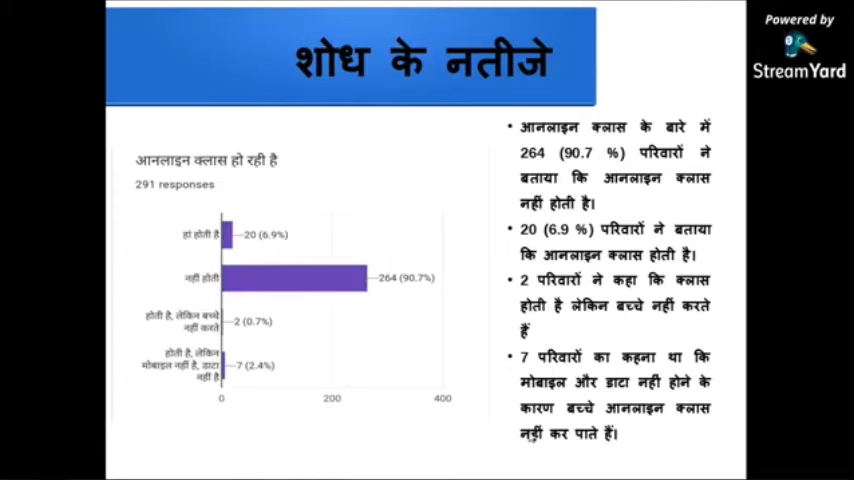 Powered by
StreamYard
शोध के नतीजे
आनलाइन क्लास हो रही है
291 responses
हां होती है
20 (6.9%)
नहीं होती
264 (90.7%)
होती है, लेकिन बच्चे
नहीं करते
2 (0.7%)
होती है, लेकिन
मोबाइल नहीं है, डाटा
नहीं है
7 (2.4%)
0 200 400
• आनलाइन क्लास के बारे में
264 (90.7 %) परिवारों ने
बताया कि आनलाइन क्लास
नहीं होती है।
• 20 (6.9 %) परिवारों ने बताया
कि आनलाइन क्लास होती है।
• 2 परिवारों ने कहा कि क्लास
होती है लेकिन बच्चे नहीं करते
हैं
• 7 परिवारों का कहना था कि
मोबाइल और डाटा नहीं होने के
कारण बच्चे आनलाइन क्लास
नहीं कर पाते हैं।